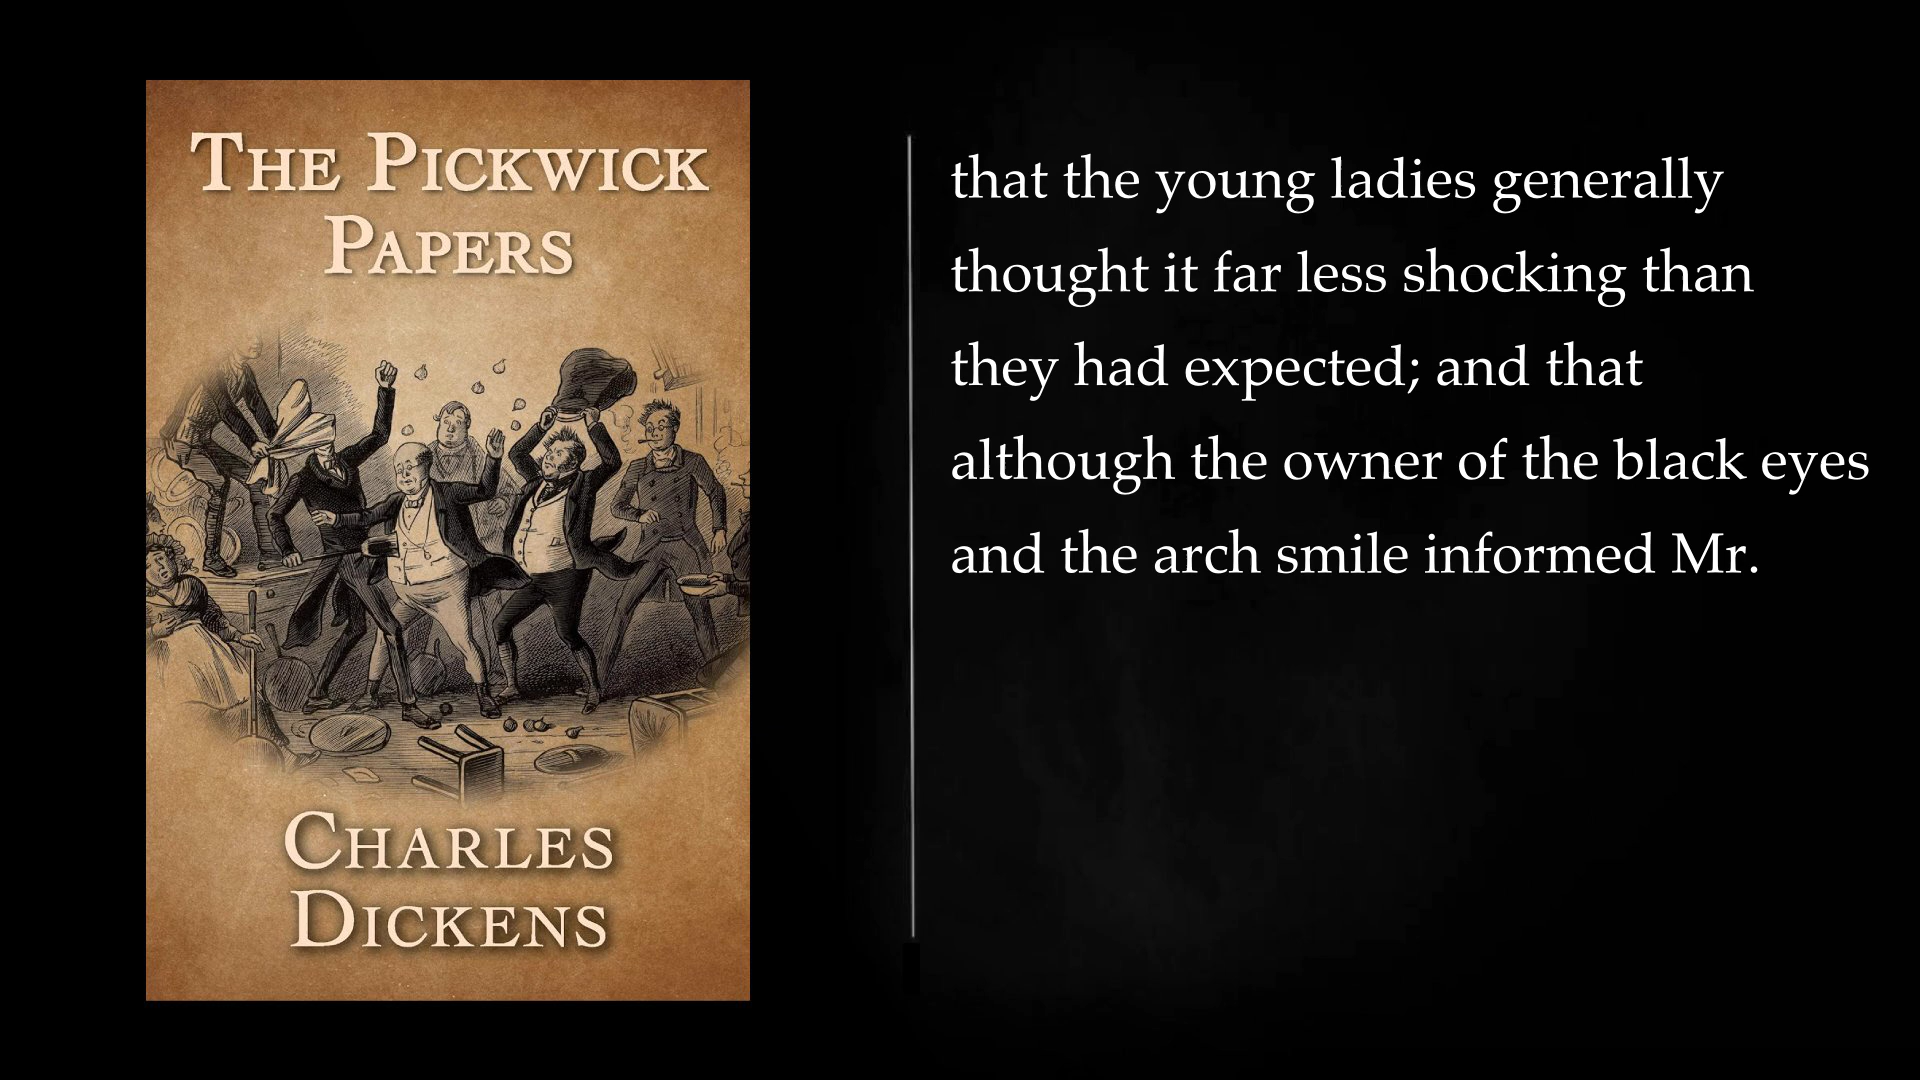 The Pickwick
Papers
Charles
Dickens
that the young ladies generally
thought it far less shocking than
they had expected; and that
although the owner of the black eyes
and the arch smile informed Mr.